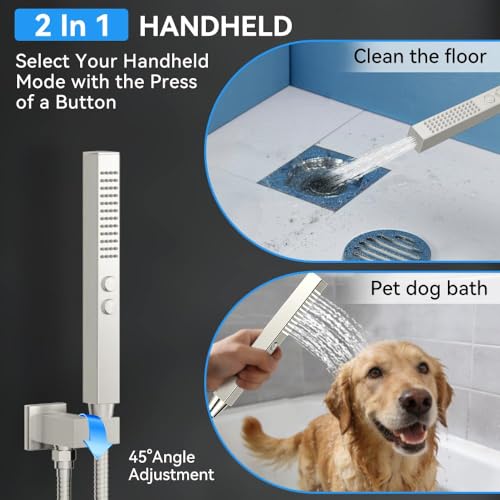 2 In 1 HANDHELD
Select Your Handheld
Mode with the Press
of a Button
Clean the floor
Pet dog bath
45°Angle
Adjustment